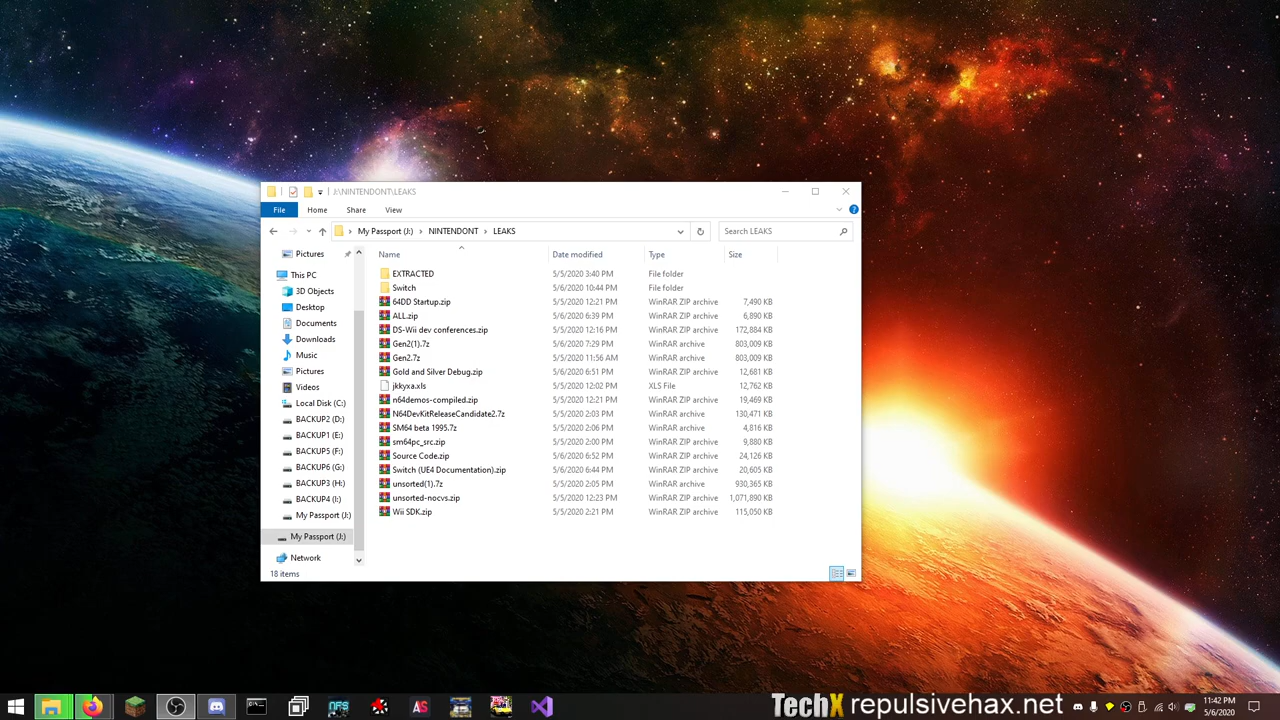 J:\NINTENDONT\LEAKS
File Home Share View
My Passport (J:) NINTENDONT LEAKS Search LEAKS
Name Date modified Type Size
Pictures
This PC
3D Objects
Desktop
Documents
Downloads
Music
Pictures
Videos
Local Disk (C:)
BACKUP2 (D:)
BACKUP1 (E:)
BACKUP5 (F:)
BACKUP6 (G:)
BACKUP3 (H:)
BACKUP4 (I:)
My Passport (J:)
My Passport (J:)
Network
EXTRACTED 5/5/2020 3:40 PM File folder
Switch 5/6/2020 10:44 PM File folder
64DD Startup.zip 5/5/2020 12:21 PM WinRAR ZIP archive 7,490 KB
ALL.zip 5/6/2020 6:39 PM WinRAR ZIP archive 6,890 KB
DS-Wii dev conferences.zip 5/5/2020 12:16 PM WinRAR ZIP archive 172,884 KB
Gen2(1).7z 5/6/2020 7:29 PM WinRAR archive 803,009 KB
Gen2.7z 5/5/2020 11:56 AM WinRAR archive 803,009 KB
Gold and Silver Debug.zip 5/6/2020 6:51 PM WinRAR ZIP archive 12,681 KB
jkkyxa.xls 5/5/2020 12:02 PM XLS File 12,762 KB
n64demos-compiled.zip 5/5/2020 12:21 PM WinRAR ZIP archive 19,469 KB
N64DevKitReleaseCandidate2.7z 5/5/2020 2:03 PM WinRAR archive 130,471 KB
SM64 beta 1995.7z 5/5/2020 2:06 PM WinRAR archive 4,816 KB
sm64pc_src.zip 5/5/2020 2:00 PM WinRAR ZIP archive 9,880 KB
Source Code.zip 5/6/2020 6:52 PM WinRAR ZIP archive 24,126 KB
Switch (UE4 Documentation).zip 5/6/2020 6:44 PM WinRAR ZIP archive 20,605 KB
unsorted(1).7z 5/5/2020 2:05 PM WinRAR archive 930,365 KB
unsorted-nocvs.zip 5/5/2020 12:23 PM WinRAR ZIP archive 1,071,890 KB
Wii SDK.zip 5/5/2020 2:21 PM WinRAR ZIP archive 115,050 KB
18 items
NFS AS
TechX repulsivehax.net
11:42 PM
5/6/2020